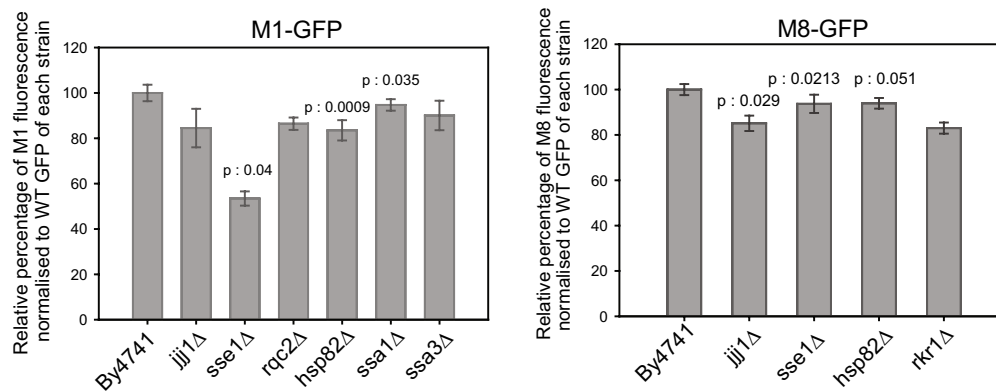 M1-GFP
Relative percentage of M1 fluorescence
normalised to WT GFP of each strain
120
100
80
60
40
20
0
p : 0.04
p : 0.0009
p : 0.035
By4741
jjj1Δ
sse1Δ
rqc2Δ
hsp82Δ
ssa1Δ
ssa3Δ
M8-GFP
Relative percentage of M8 fluorescence
normalised to WT GFP of each strain
120
100
80
60
40
20
0
p : 0.029
p : 0.0213
p : 0.051
By4741
jjj1Δ
sse1Δ
hsp82Δ
rkr1Δ